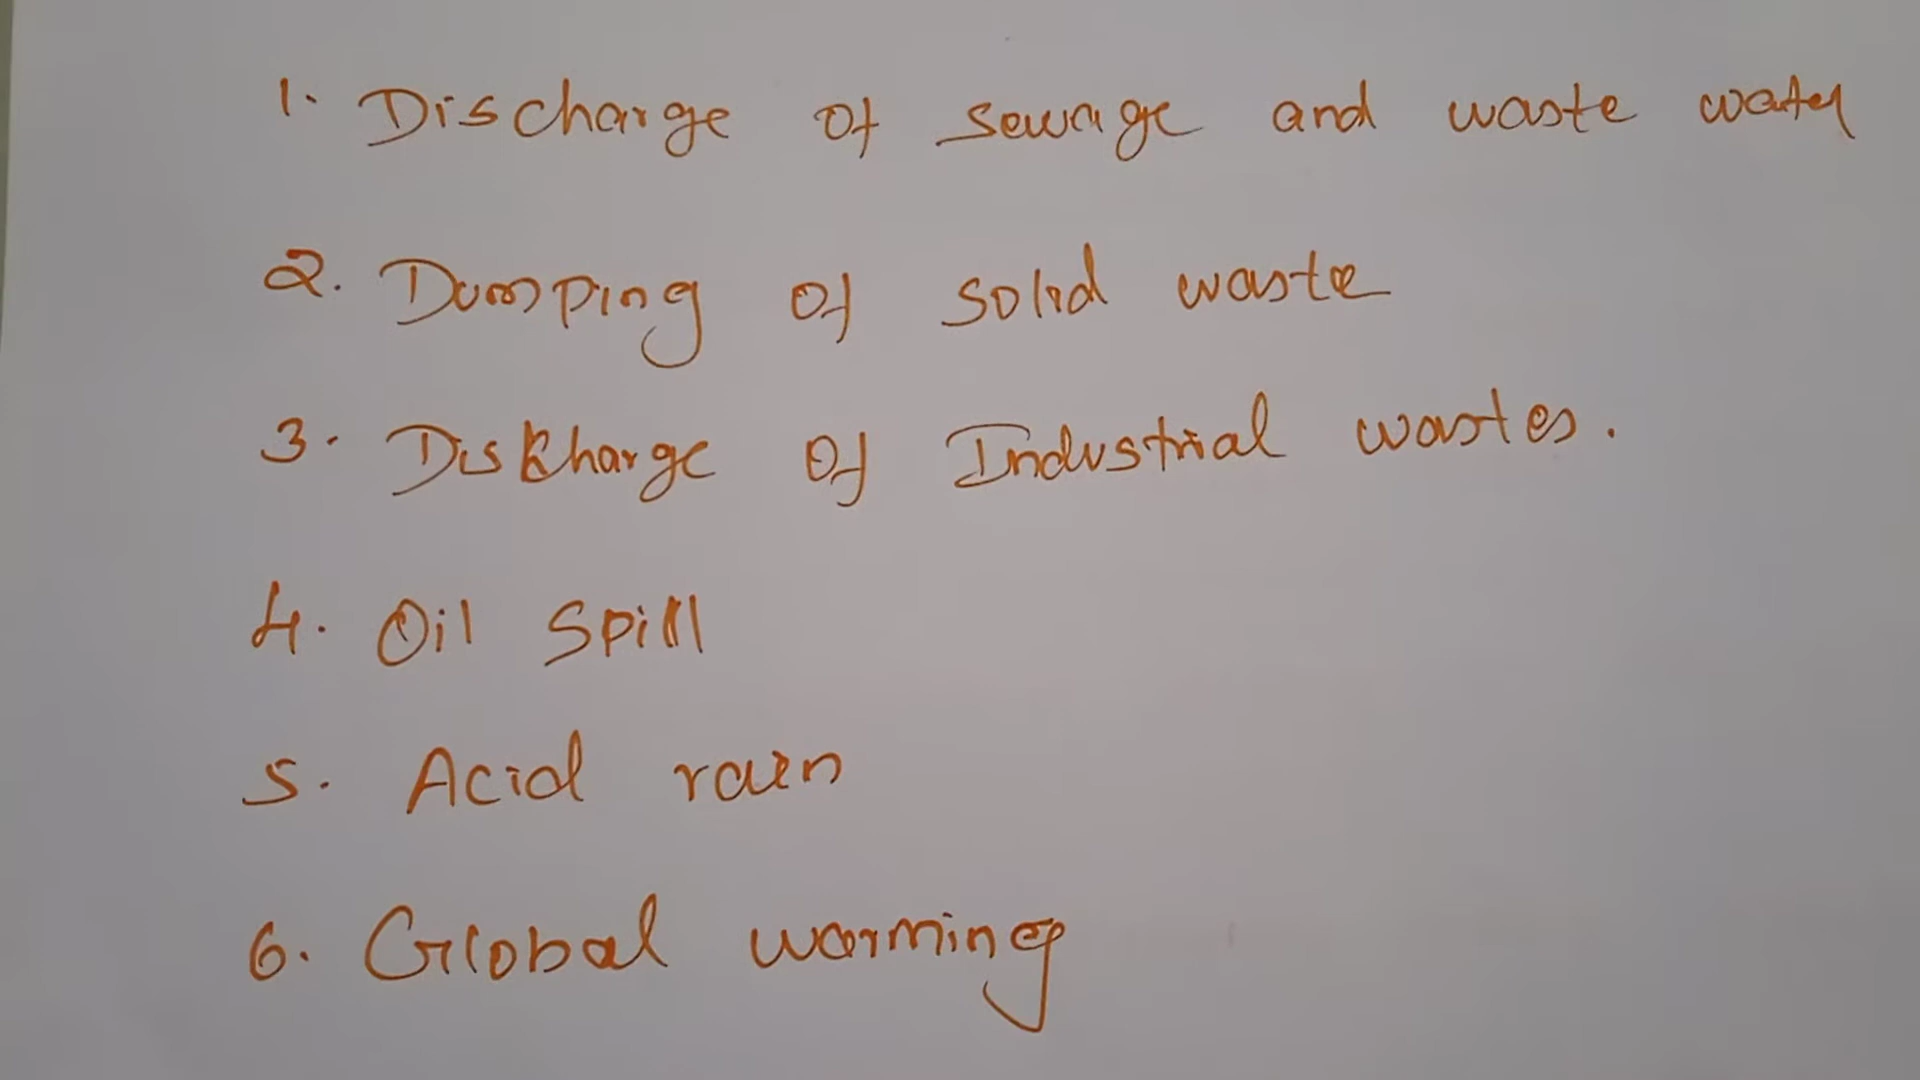 1. Discharge of sewage and waste water
2. Dumping of solid waste
3. Discharge of Industrial wastes.
4. Oil spill
5. Acid rain
6. Global warming